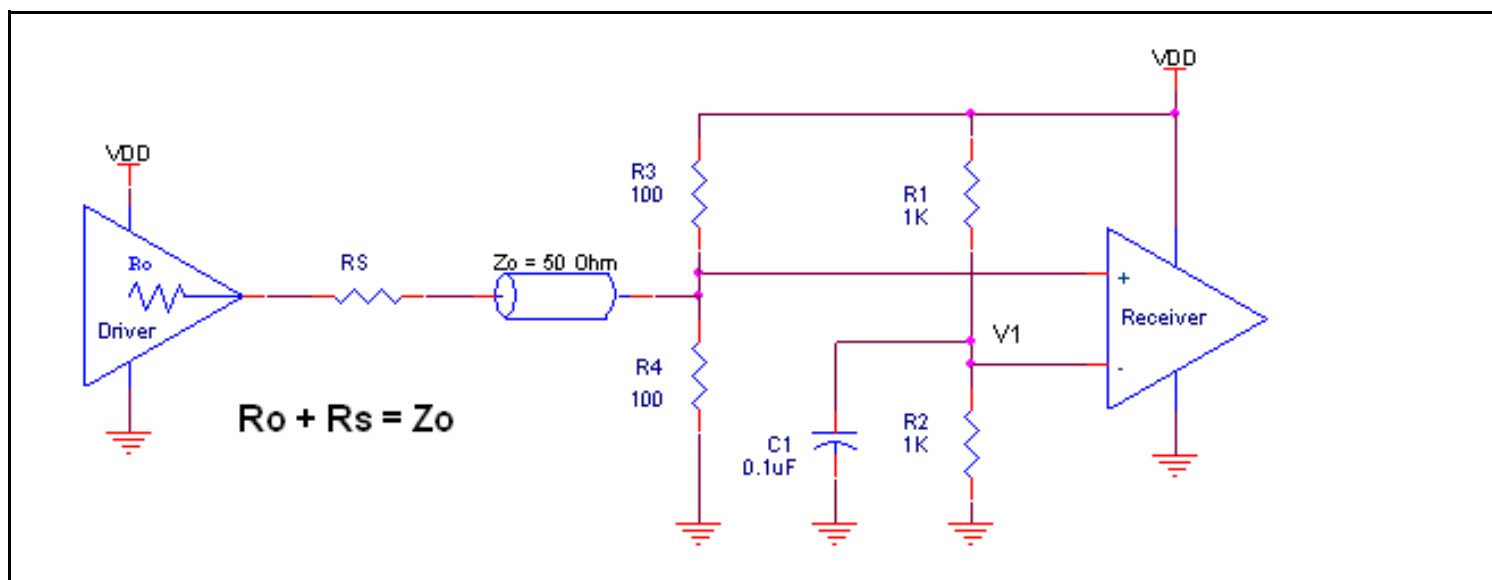 VDD
VDD
R3
100
R1
1K
Ro
RS
Zo = 50 Ohm
+
Driver
Receiver
V1
-
R4
100
Ro + Rs = Zo
R2
1K
C1
0.1uF